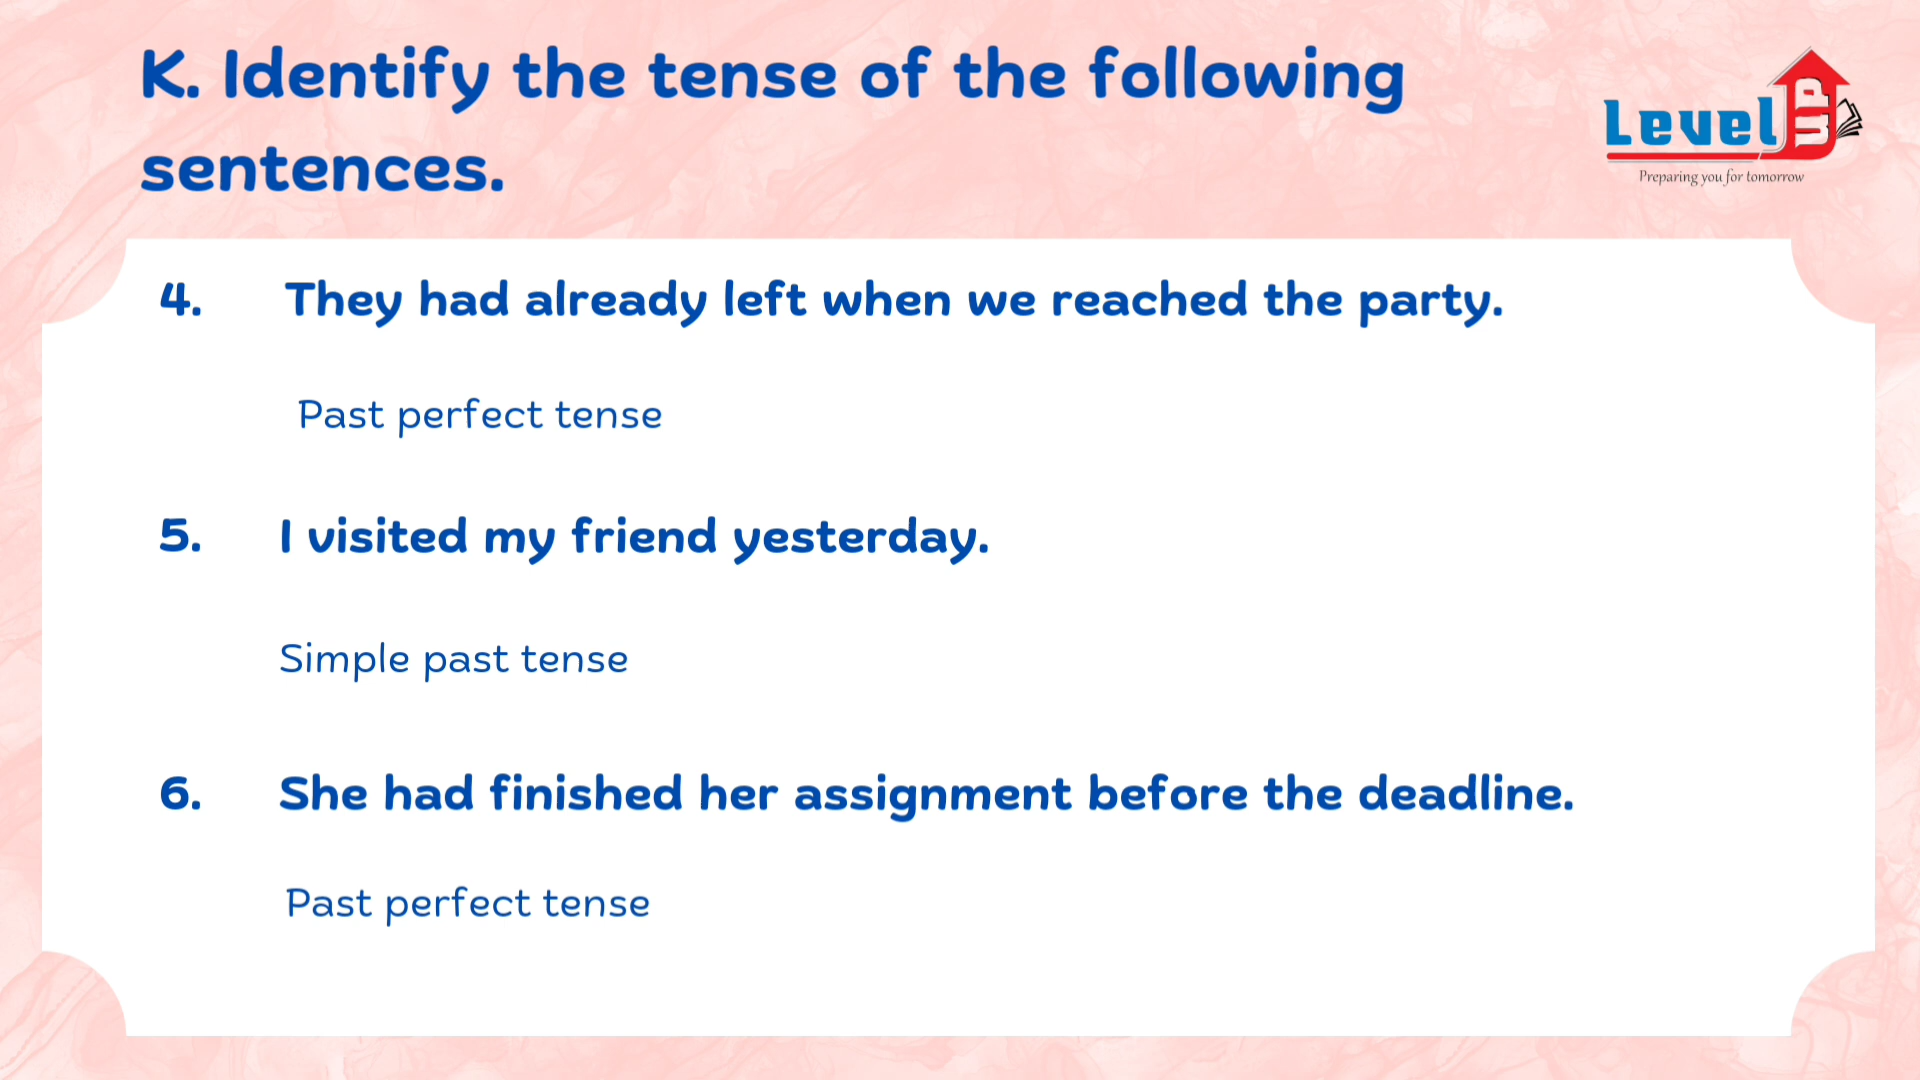 K. Identify the tense of the following
sentences.
Level UP
Preparing you for tomorrow
4. They had already left when we reached the party.
Past perfect tense
5. I visited my friend yesterday.
Simple past tense
6. She had finished her assignment before the deadline.
Past perfect tense